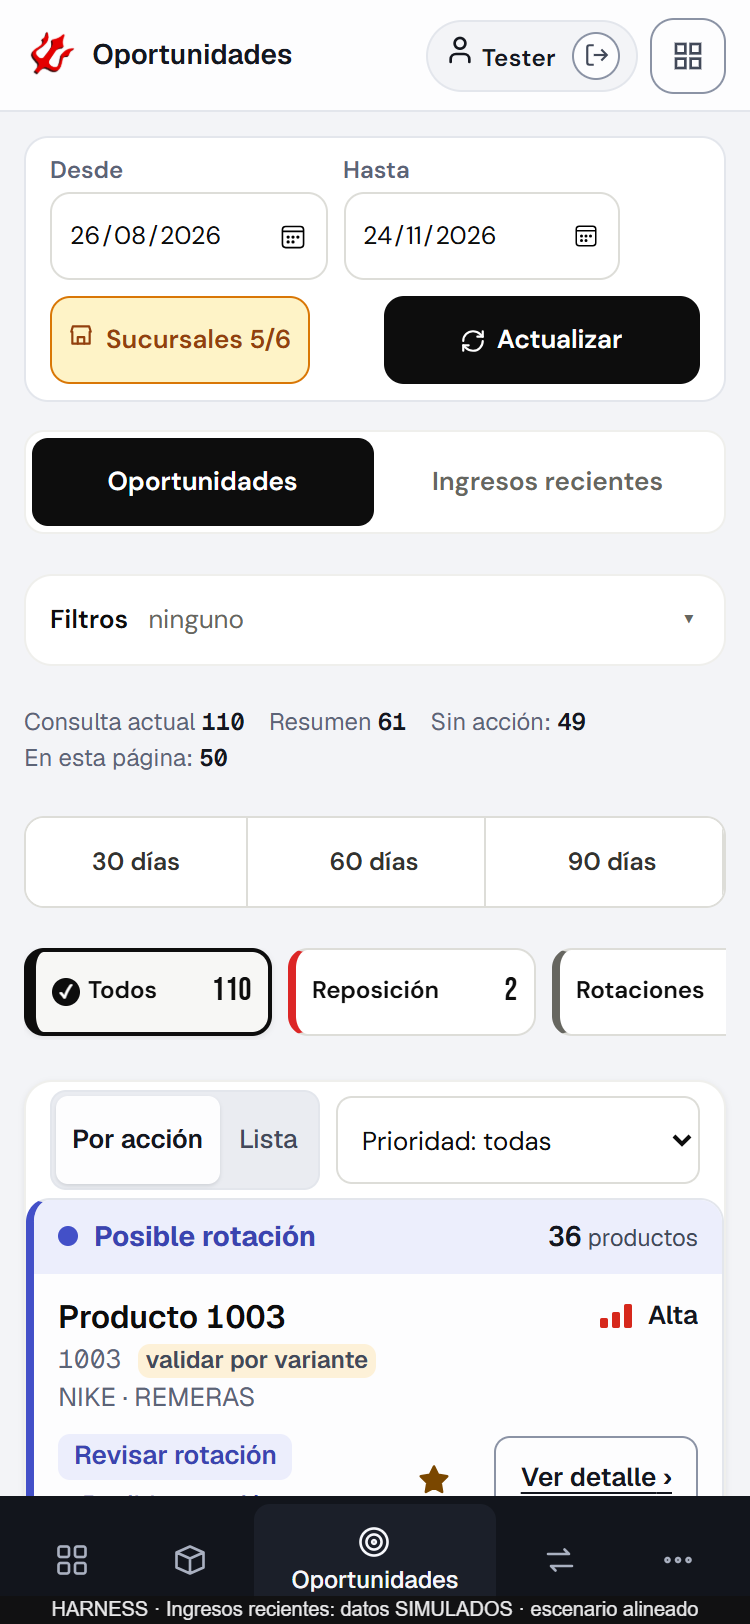 Oportunidades
Tester
Desde
Hasta
26/08/2026
24/11/2026
Sucursales 5/6
Actualizar
Oportunidades
Ingresos recientes
Filtros ninguno
Consulta actual 110 Resumen 61 Sin acción: 49
En esta página: 50
30 días
60 días
90 días
Todos 110
Reposición 2
Rotaciones
Por acción
Lista
Prioridad: todas
Posible rotación
36 productos
Producto 1003
Alta
1003 validar por variante
NIKE · REMERAS
Revisar rotación
Ver detalle ›
Oportunidades
HARNESS · Ingresos recientes: datos SIMULADOS · escenario alineado